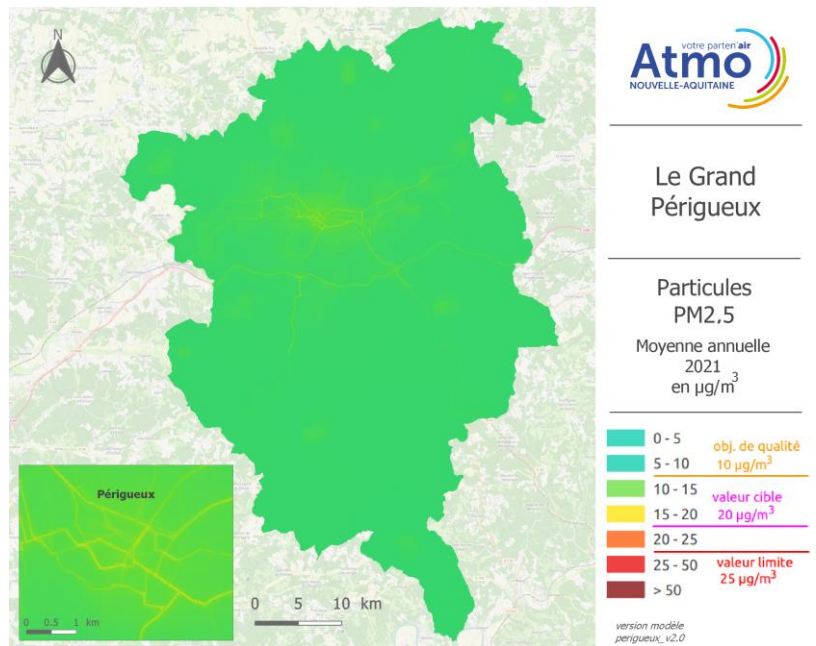 N
votre parten'air
Atmo
NOUVELLE-AQUITAINE
Le Grand
Périgueux
Particules
PM2,5
Moyenne annuelle
2021
en µg/m³
0 - 5
5 - 10
10 - 15
15 - 20
20 - 25
25 - 50
> 50
obj. de qualité
10 µg/m³
valeur cible
20 µg/m³
valeur limite
25 µg/m³
version modèle
perigueux_v2.0
Périgueux
0 0.5 1 km
0 5 10 km